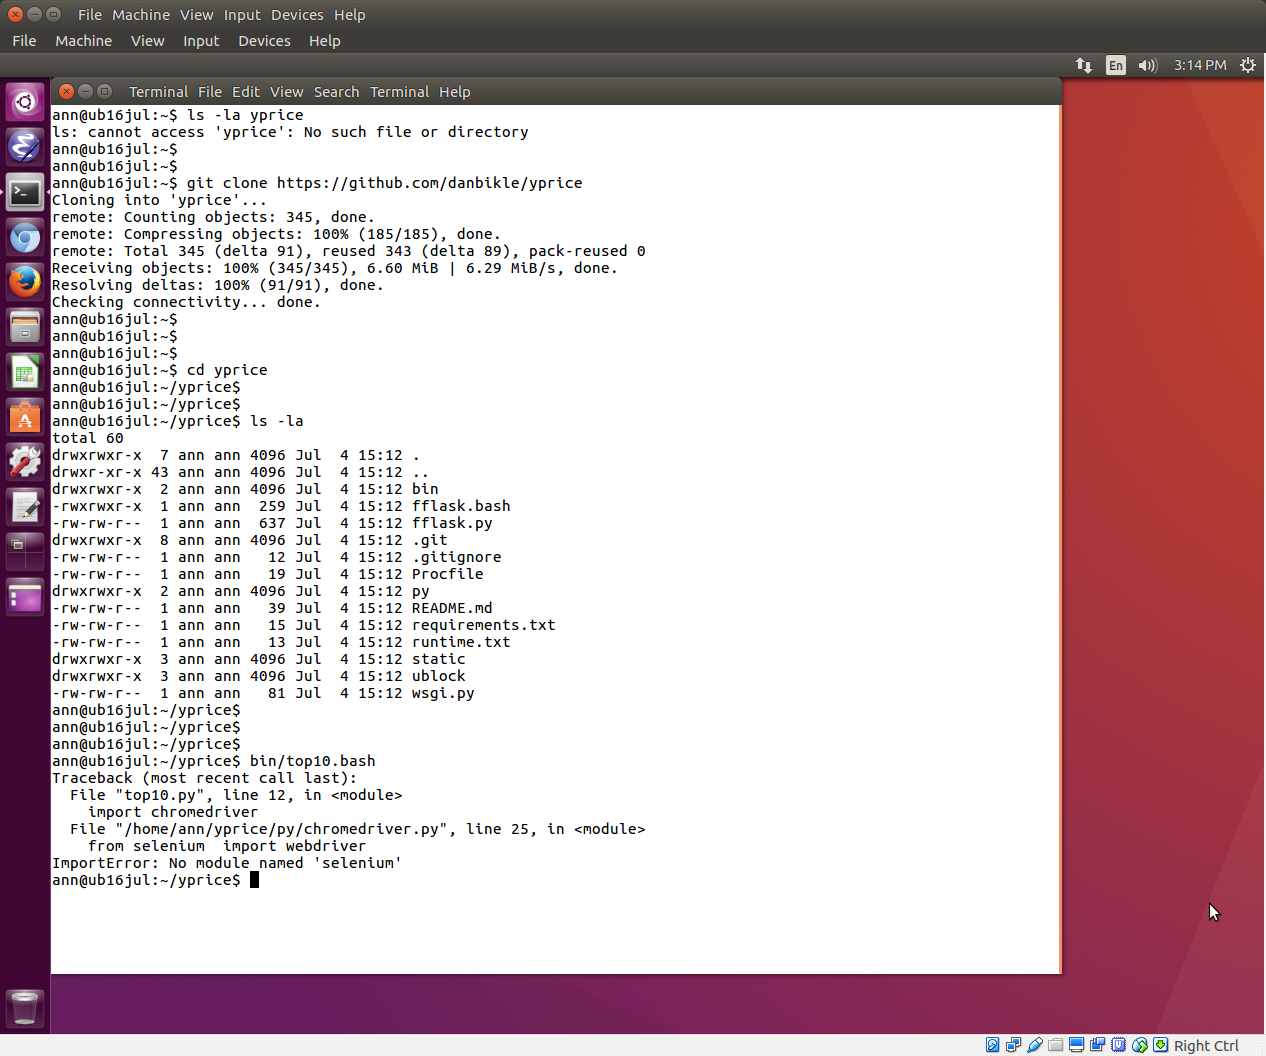 File Machine View Input Devices Help
File Machine View Input Devices Help
En 3:14 PM
Terminal File Edit View Search Terminal Help
ann@ub16jul:~$ ls -la yprice
ls: cannot access 'yprice': No such file or directory
ann@ub16jul:~$
ann@ub16jul:~$
ann@ub16jul:~$ git clone https://github.com/danbikle/yprice
Cloning into 'yprice'...
remote: Counting objects: 345, done.
remote: Compressing objects: 100% (185/185), done.
remote: Total 345 (delta 91), reused 343 (delta 89), pack-reused 0
Receiving objects: 100% (345/345), 6.60 MiB | 6.29 MiB/s, done.
Resolving deltas: 100% (91/91), done.
Checking connectivity... done.
ann@ub16jul:~$
ann@ub16jul:~$
ann@ub16jul:~$
ann@ub16jul:~$ cd yprice
ann@ub16jul:~/yprice$
ann@ub16jul:~/yprice$
ann@ub16jul:~/yprice$ ls -la
total 60
drwxrwxr-x  7 ann ann 4096 Jul  4 15:12 .
drwxr-xr-x 43 ann ann 4096 Jul  4 15:12 ..
drwxrwxr-x  2 ann ann 4096 Jul  4 15:12 bin
-rwxrwxr-x  1 ann ann  259 Jul  4 15:12 fflask.bash
-rw-rw-r--  1 ann ann  637 Jul  4 15:12 fflask.py
drwxrwxr-x  8 ann ann 4096 Jul  4 15:12 .git
-rw-rw-r--  1 ann ann   12 Jul  4 15:12 .gitignore
-rw-rw-r--  1 ann ann   19 Jul  4 15:12 Procfile
drwxrwxr-x  2 ann ann 4096 Jul  4 15:12 py
-rw-rw-r--  1 ann ann   39 Jul  4 15:12 README.md
-rw-rw-r--  1 ann ann   15 Jul  4 15:12 requirements.txt
-rw-rw-r--  1 ann ann   13 Jul  4 15:12 runtime.txt
drwxrwxr-x  3 ann ann 4096 Jul  4 15:12 static
drwxrwxr-x  3 ann ann 4096 Jul  4 15:12 ublock
-rw-rw-r--  1 ann ann   81 Jul  4 15:12 wsgi.py
ann@ub16jul:~/yprice$
ann@ub16jul:~/yprice$
ann@ub16jul:~/yprice$
ann@ub16jul:~/yprice$ bin/top10.bash
Traceback (most recent call last):
  File "top10.py", line 12, in <module>
    import chromedriver
  File "/home/ann/yprice/py/chromedriver.py", line 25, in <module>
    from selenium  import webdriver
ImportError: No module named 'selenium'
ann@ub16jul:~/yprice$
Right Ctrl